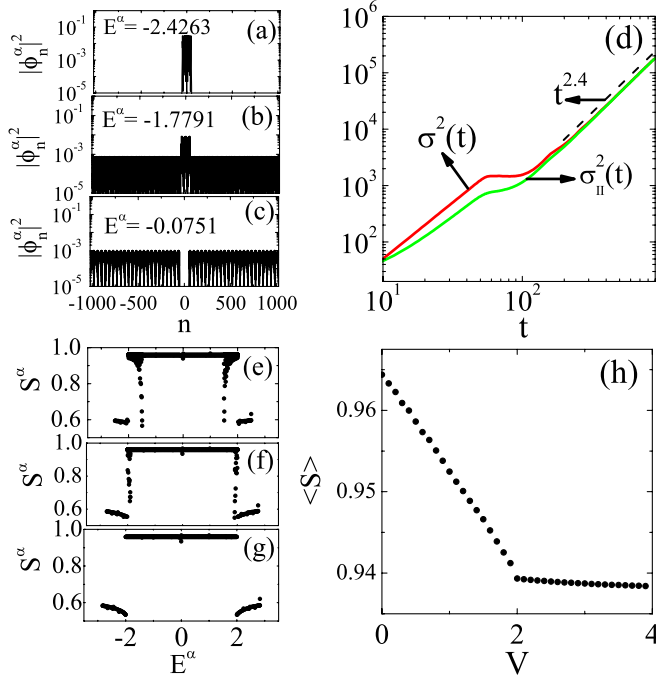 10^-1
10^-3
10^-5
|ϕ_n^α|^2
E^α= -2.4263
(a)
10^-1
10^-3
10^-5
|ϕ_n^α|^2
E^α= -1.7791
(b)
10^-1
10^-3
10^-5
|ϕ_n^α|^2
E^α= -0.0751
(c)
-1000 -500 0 500 1000
n
10^6
10^5
10^4
10^3
10^2
(d)
t^2.4
σ^2(t)
σ_II^2(t)
10^1 10^2
t
1.0
0.8
0.6
S^α
(e)
1.0
0.8
0.6
S^α
(f)
1.0
0.8
0.6
S^α
(g)
-2 0 2
E^α
0.96
0.95
0.94
<S>
(h)
0 2 4
V